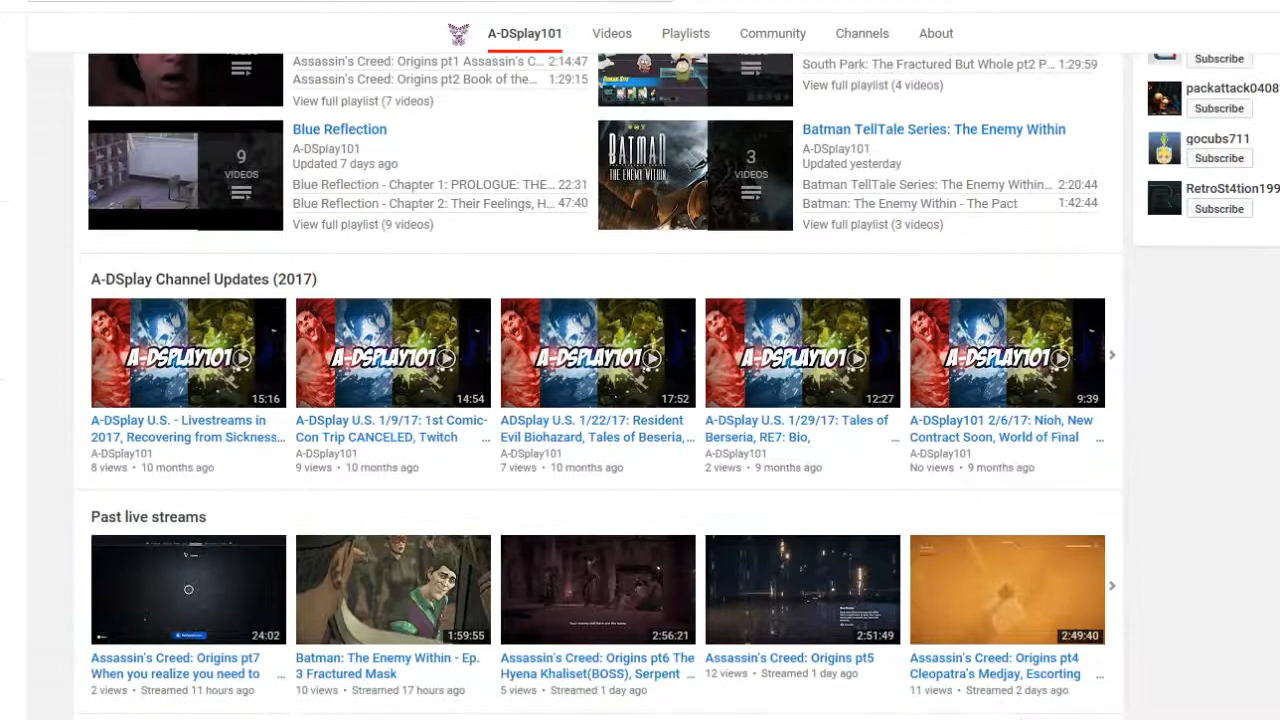 A-DSplay101 Videos Playlists Community Channels About
Assassin's Creed: Origins pt1 Assassin's C... 2:14:47
Assassin's Creed: Origins pt2 Book of the... 1:29:15
View full playlist (7 videos)
South Park: The Fractured But Whole pt2 P... 1:29:59
View full playlist (4 videos)
Subscribe
packattack0408
Subscribe
gocubs711
Subscribe
RetroSt4tion199
Subscribe
9
VIDEOS
Blue Reflection
A-DSplay101
Updated 7 days ago
Blue Reflection - Chapter 1: PROLOGUE: THE... 22:31
Blue Reflection - Chapter 2: Their Feelings, H... 47:40
View full playlist (9 videos)
BATMAN
THE ENEMY WITHIN
3
VIDEOS
Batman TellTale Series: The Enemy Within
A-DSplay101
Updated yesterday
Batman TellTale Series: The Enemy Within... 2:20:44
Batman: The Enemy Within - The Pact 1:42:44
View full playlist (3 videos)
A-DSplay Channel Updates (2017)
A-DSPLAY101
15:16
A-DSplay U.S. - Livestreams in
2017, Recovering from Sickness...
A-DSplay101
8 views • 10 months ago
A-DSPLAY101
14:54
A-DSplay U.S. 1/9/17: 1st Comic-
Con Trip CANCELED, Twitch ...
A-DSplay101
9 views • 10 months ago
A-DSPLAY101
17:52
ADSplay U.S. 1/22/17: Resident
Evil Biohazard, Tales of Beseria,...
A-DSplay101
7 views • 10 months ago
A-DSPLAY101
12:27
A-DSplay U.S. 1/29/17: Tales of
Berseria, RE7: Bio, ...
A-DSplay101
2 views • 9 months ago
A-DSPLAY101
9:39
A-DSplay101 2/6/17: Nioh, New
Contract Soon, World of Final ...
A-DSplay101
No views • 9 months ago
Past live streams
24:02
Assassin's Creed: Origins pt7
When you realize you need to ...
2 views • Streamed 11 hours ago
1:59:55
Batman: The Enemy Within - Ep.
3 Fractured Mask
10 views • Streamed 17 hours ago
2:56:21
Assassin's Creed: Origins pt6 The
Hyena Khaliset(BOSS), Serpent ...
5 views • Streamed 1 day ago
2:51:49
Assassin's Creed: Origins pt5
12 views • Streamed 1 day ago
2:49:40
Assassin's Creed: Origins pt4
Cleopatra's Medjay, Escorting ...
11 views • Streamed 2 days ago